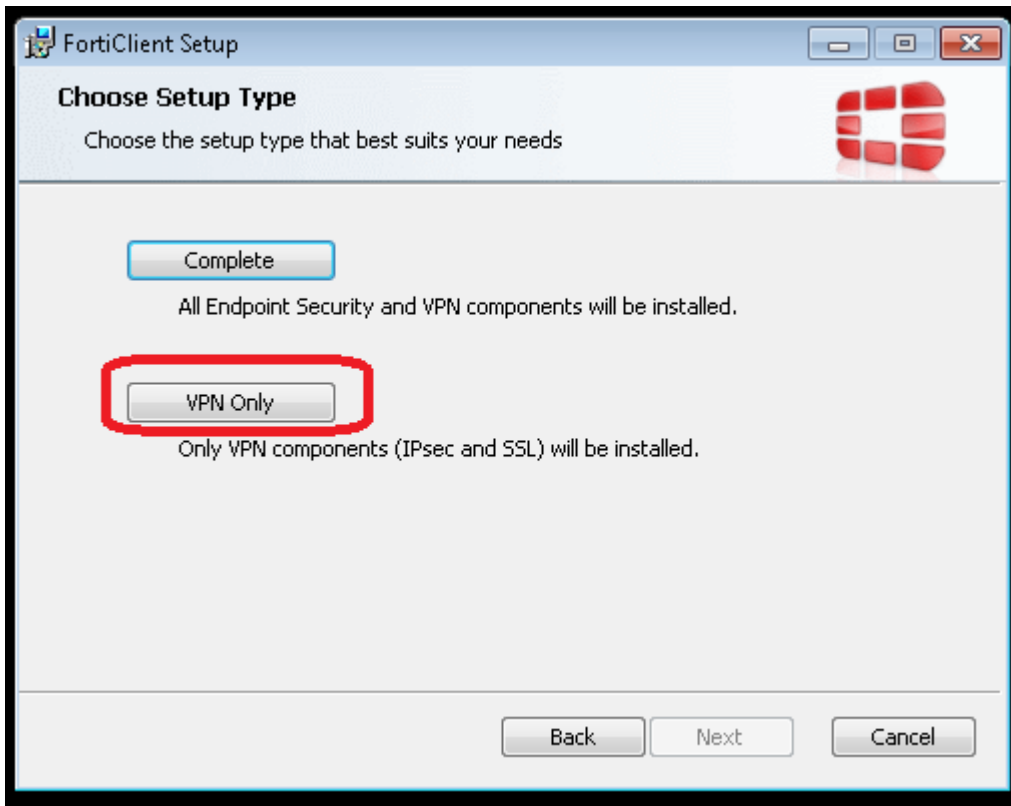 FortiClient Setup
Choose Setup Type
Choose the setup type that best suits your needs
Complete
All Endpoint Security and VPN components will be installed.
VPN Only
Only VPN components (IPsec and SSL) will be installed.
Back
Next
Cancel